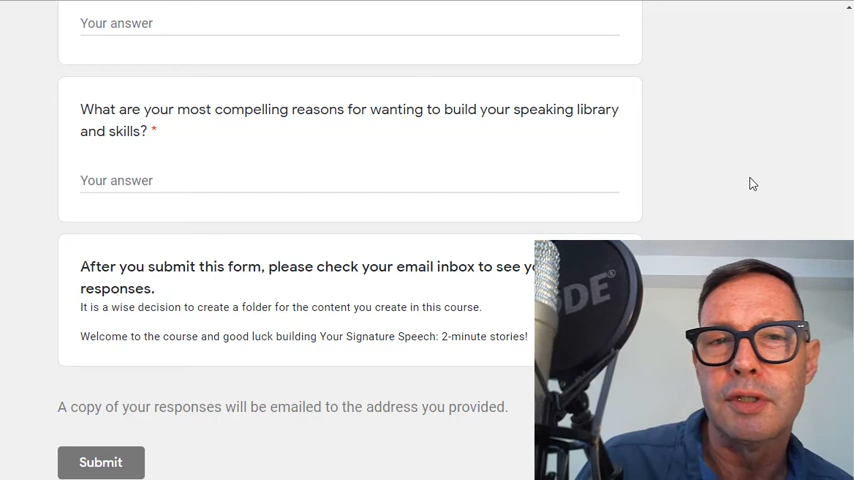 Your answer
What are your most compelling reasons for wanting to build your speaking library
and skills? *
Your answer
After you submit this form, please check your email inbox to see
responses.
It is a wise decision to create a folder for the content you create in this course.
Welcome to the course and good luck building Your Signature Speech: 2-minute stories!
A copy of your responses will be emailed to the address you provided.
Submit